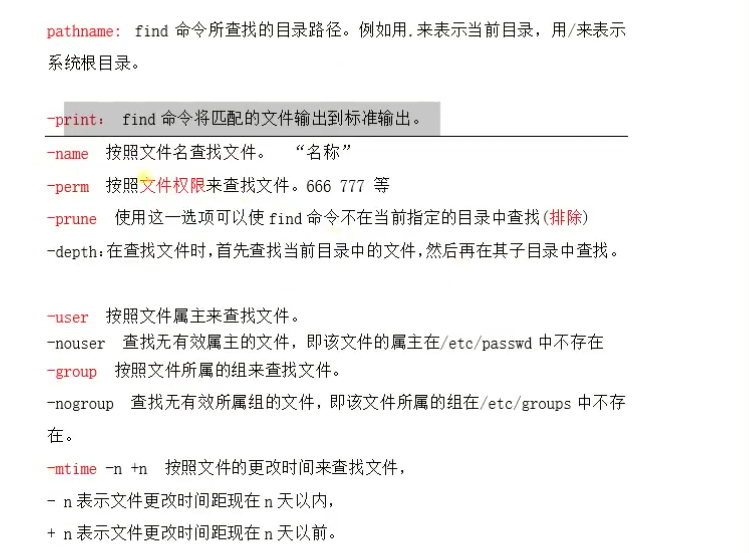 pathname: find 命令所查找的目录路径。例如用.来表示当前目录，用/来表示
系统根目录。
-print： find 命令将匹配的文件输出到标准输出。
-name 按照文件名查找文件。 “名称”
-perm 按照文件权限来查找文件。666 777 等
-prune 使用这一选项可以使 find 命令不在当前指定的目录中查找(排除)
-depth:在查找文件时,首先查找当前目录中的文件,然后再在其子目录中查找。
-user 按照文件属主来查找文件。
-nouser 查找无有效属主的文件，即该文件的属主在/etc/passwd 中不存在
-group 按照文件所属的组来查找文件。
-nogroup 查找无有效所属组的文件，即该文件所属的组在/etc/groups 中不存
在。
-mtime -n +n 按照文件的更改时间来查找文件，
- n 表示文件更改时间距现在 n 天以内，
+ n 表示文件更改时间距现在 n 天以前。